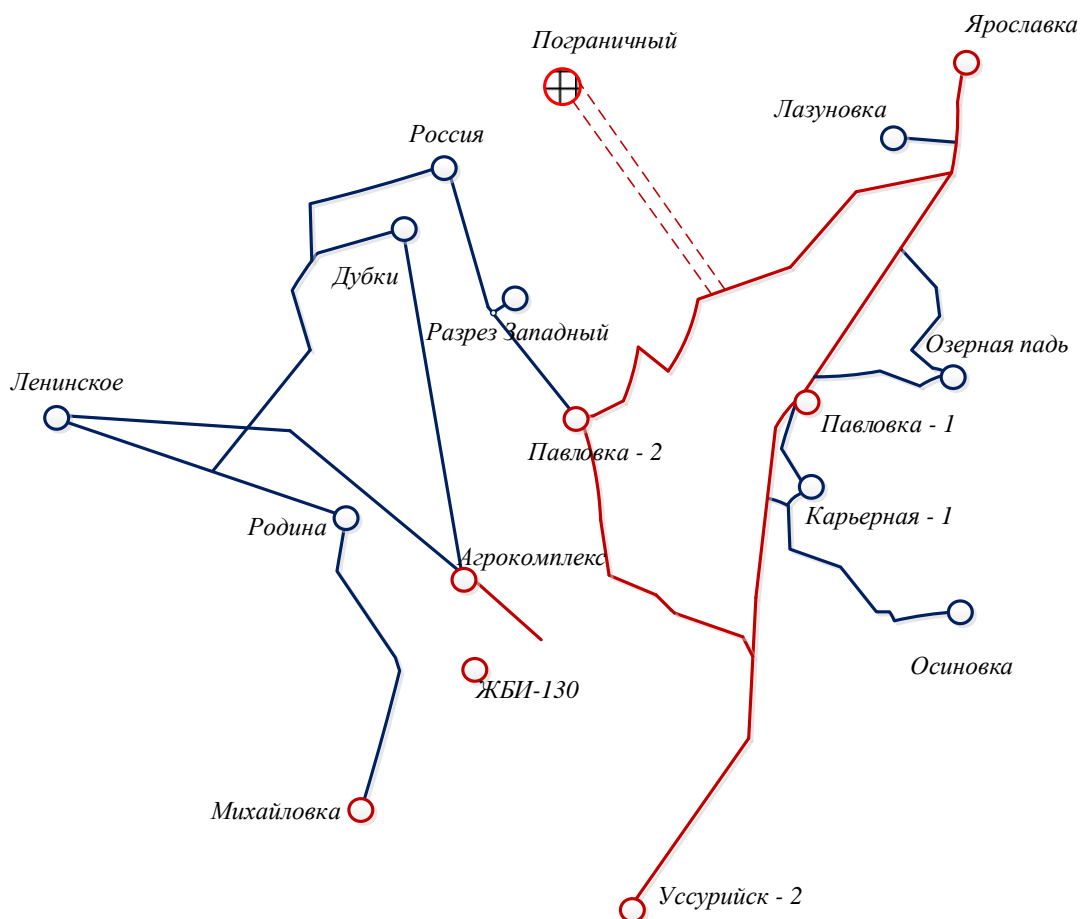 Ярославка
Пограничный
Лазуновка
Россия
Дубки
Разрез Западный
Озерная падь
Ленинское
Павловка - 1
Павловка - 2
Родина
Карьерная - 1
Агрокомплекс
Осиновка
ЖБИ-130
Михайловка
Уссурийск - 2